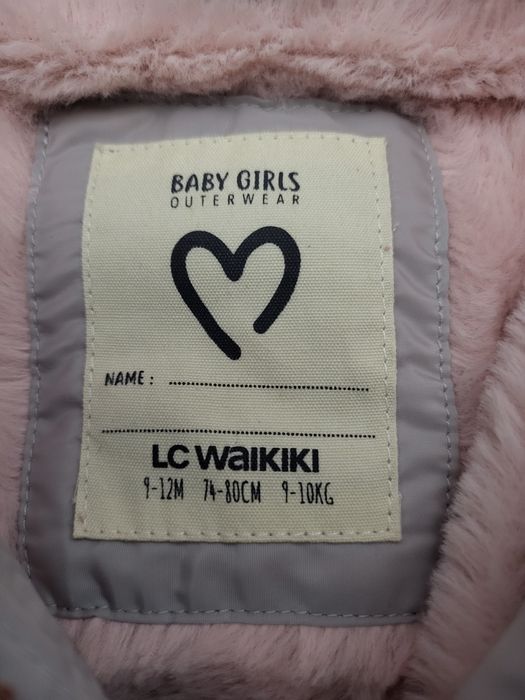 BABY GIRLS
OUTERWEAR
NAME : ........................................
........................................................
LC WAIKIKI
9-12M 74-80CM 9-10KG